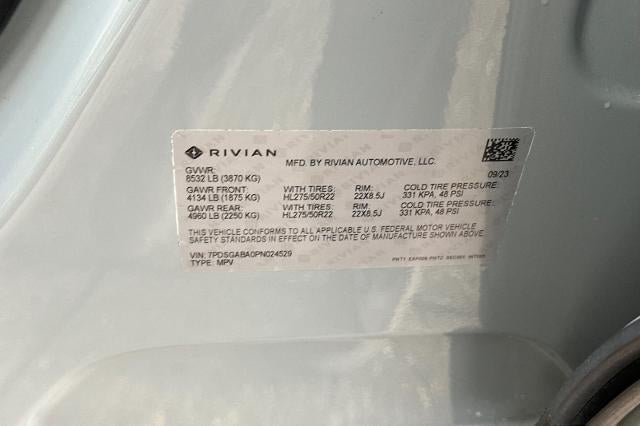 RIVIAN MFD. BY RIVIAN AUTOMOTIVE, LLC.
GVWR: 09/23
8532 LB (3870 KG)
GAWR FRONT: WITH TIRES: RIM: COLD TIRE PRESSURE:
4134 LB (1875 KG) HL275/50R22 22X8.5J 331 KPA, 48 PSI
GAWR REAR: WITH TIRES: RIM: COLD TIRE PRESSURE:
4960 LB (2250 KG) HL275/50R22 22X8.5J 331 KPA, 48 PSI
THIS VEHICLE CONFORMS TO ALL APPLICABLE U.S. FEDERAL MOTOR VEHICLE
SAFETY STANDARDS IN EFFECT ON THE DATE OF MANUFACTURE SHOWN ABOVE.
VIN: 7PDSGABA0PN024529
TYPE: MPV